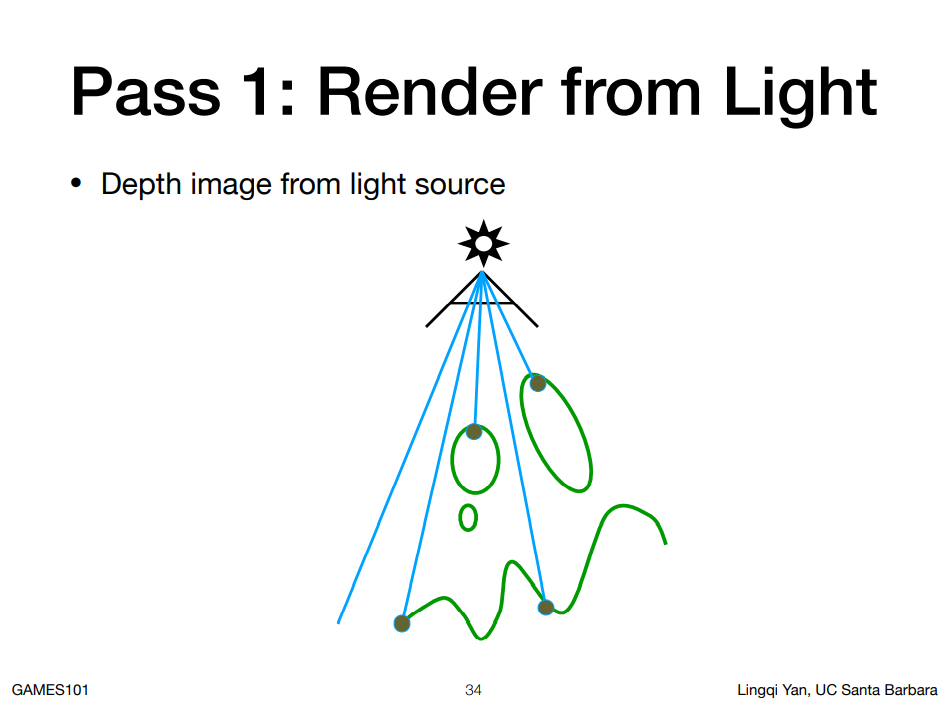 Pass 1: Render from Light
• Depth image from light source
GAMES101
34
Lingqi Yan, UC Santa Barbara